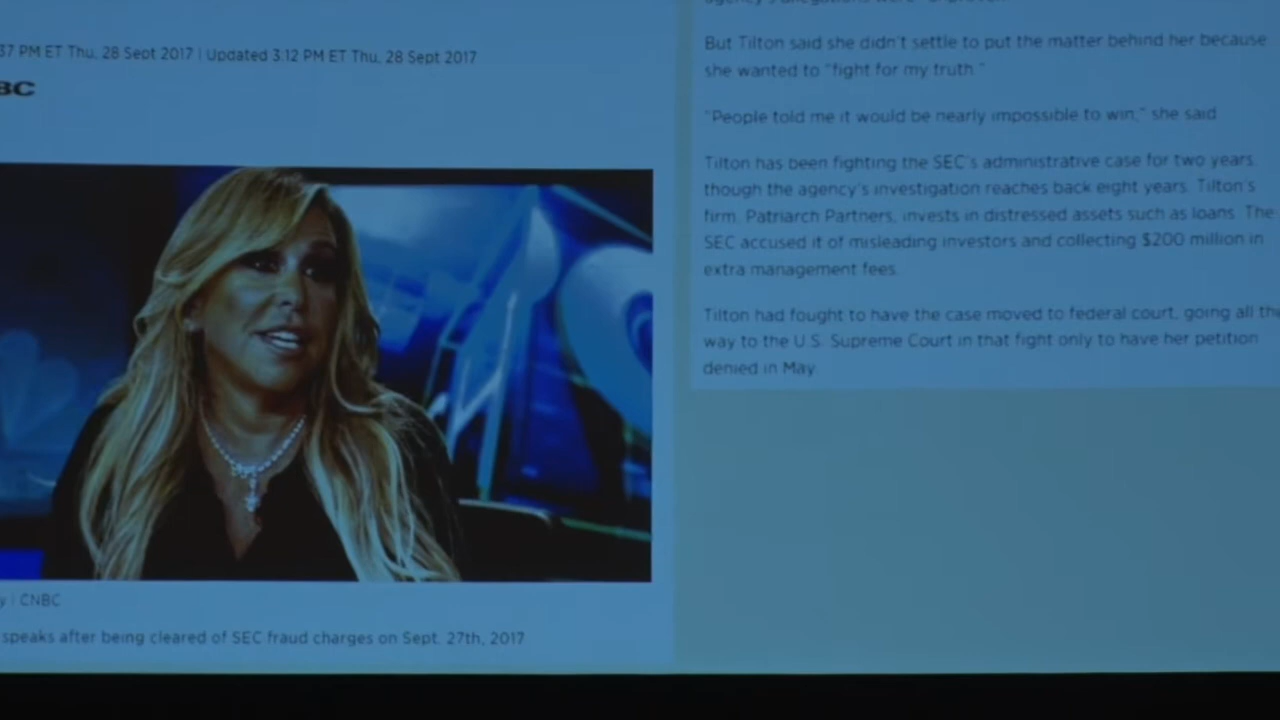 37 PM ET Thu, 28 Sept 2017 | Updated 3:12 PM ET Thu, 28 Sept 2017
BC
y | CNBC
speaks after being cleared of SEC fraud charges on Sept. 27th, 2017
But Tilton said she didn't settle to put the matter behind her because
she wanted to "fight for my truth."
"People told me it would be nearly impossible to win," she said
Tilton has been fighting the SEC's administrative case for two years
though the agency's investigation reaches back eight years. Tilton's
firm, Patriarch Partners, invests in distressed assets such as loans. The
SEC accused it of misleading investors and collecting $200 million in
extra management fees.
Tilton had fought to have the case moved to federal court, going all the
way to the U.S. Supreme Court in that fight only to have her petition
denied in May.